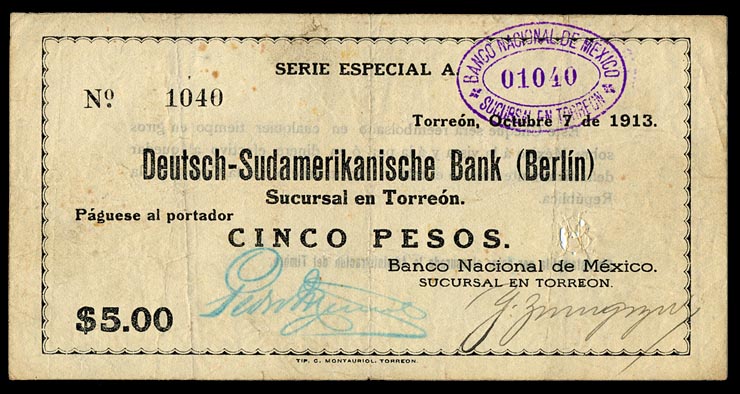 SERIE ESPECIAL A.
BANCO NACIONAL DE MEXICO
01040
SUCURSAL EN TORREÓN
Nº 1040
Torreón, Octubre 7 de 1913.
Deutsch-Sudamerikanische Bank (Berlín)
Sucursal en Torreón.
Páguese al portador
CINCO PESOS.
Banco Nacional de México.
SUCURSAL EN TORREON.
$5.00
TIP. C. MONTAURIOL, TORREON.